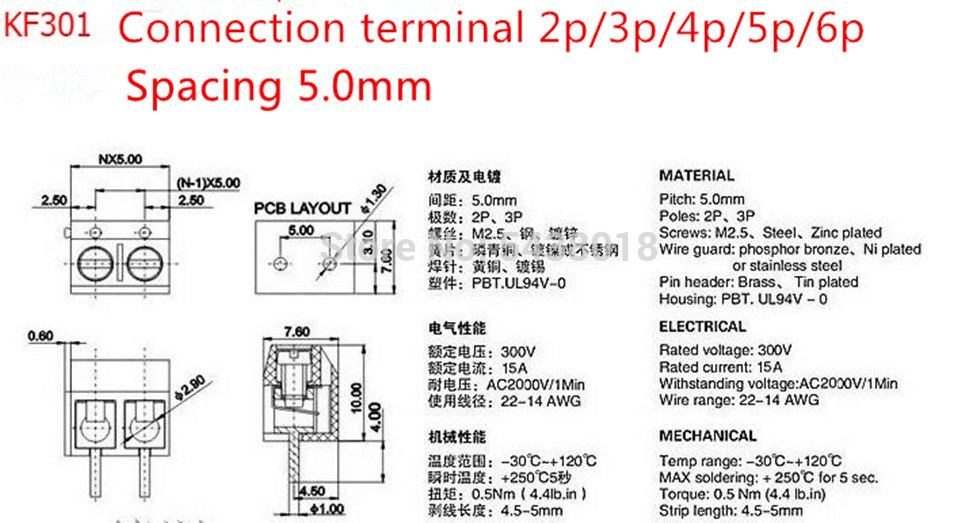 KF301 Connection terminal 2p/3p/4p/5p/6p
Spacing 5.0mm
NX5.00
(N-1)X5.00
2.50
2.50
PCB LAYOUT
φ1.30
5.00
3.10
7.60
0.60
φ2.90
7.60
10.00
4.00
4.50
φ1.00
材质及电镀
间距: 5.0mm
极数: 2P、3P
螺丝: M2.5、钢、镀锌
簧片: 磷青铜、镀镍或不锈钢
焊针: 黄铜、镀锡
塑件: PBT.UL94V-0
电气性能
额定电压: 300V
额定电流: 15A
耐电压: AC2000V/1Min
使用线径: 22-14 AWG
机械性能
温度范围: -30℃~+120℃
瞬时温度: +250℃5秒
扭矩: 0.5Nm (4.4lb.in)
剥线长度: 4.5-5mm
MATERIAL
Pitch: 5.0mm
Poles: 2P、3P
Screws: M2.5、Steel、Zinc plated
Wire guard: phosphor bronze、Ni plated
or stainless steel
Pin header: Brass、Tin plated
Housing: PBT. UL94V - 0
ELECTRICAL
Rated voltage: 300V
Rated current: 15A
Withstanding voltage:AC2000V/1Min
Wire range: 22-14 AWG
MECHANICAL
Temp range: -30℃~+120℃
MAX soldering: + 250℃ for 5 sec.
Torque: 0.5 Nm (4.4 lb.in)
Strip length: 4.5-5mm